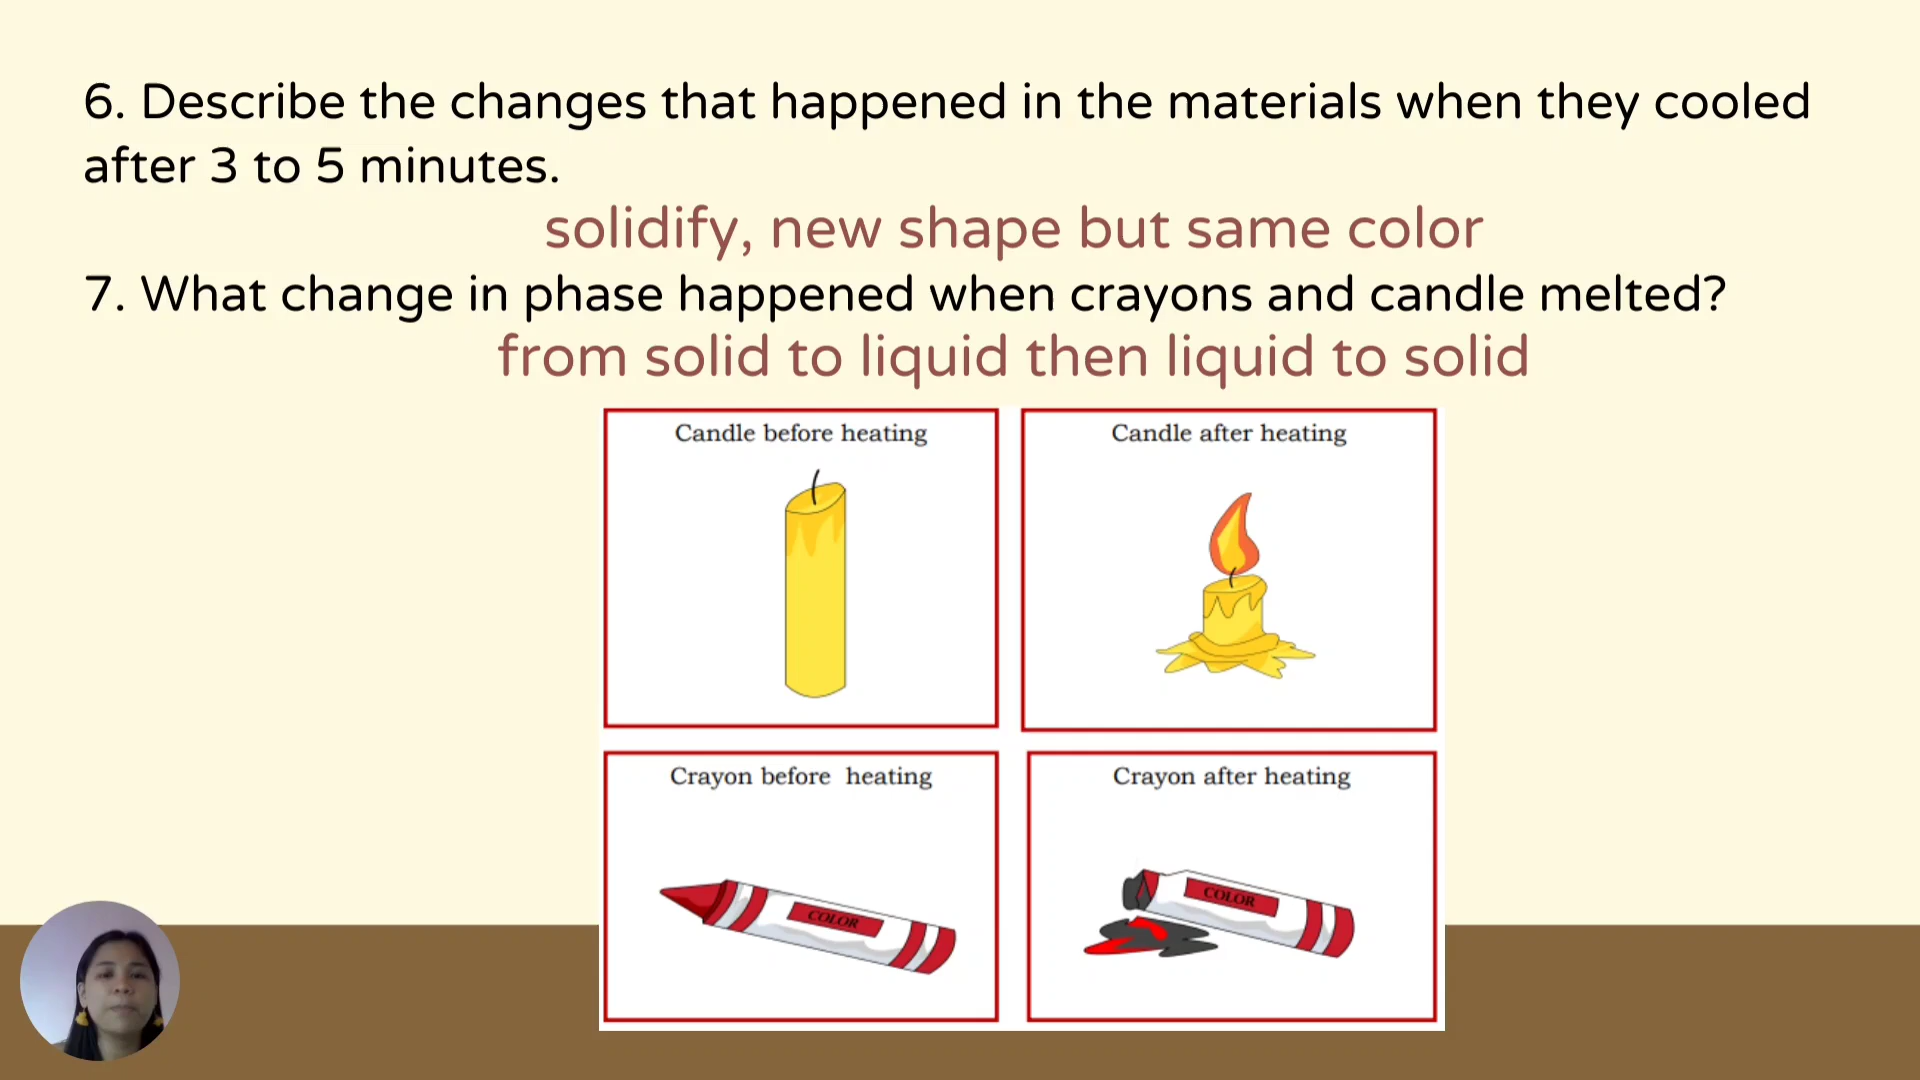 6. Describe the changes that happened in the materials when they cooled
after 3 to 5 minutes.
solidify, new shape but same color
7. What change in phase happened when crayons and candle melted?
from solid to liquid then liquid to solid
Candle before heating
Candle after heating
Crayon before heating
Crayon after heating
COLOR
COLOR